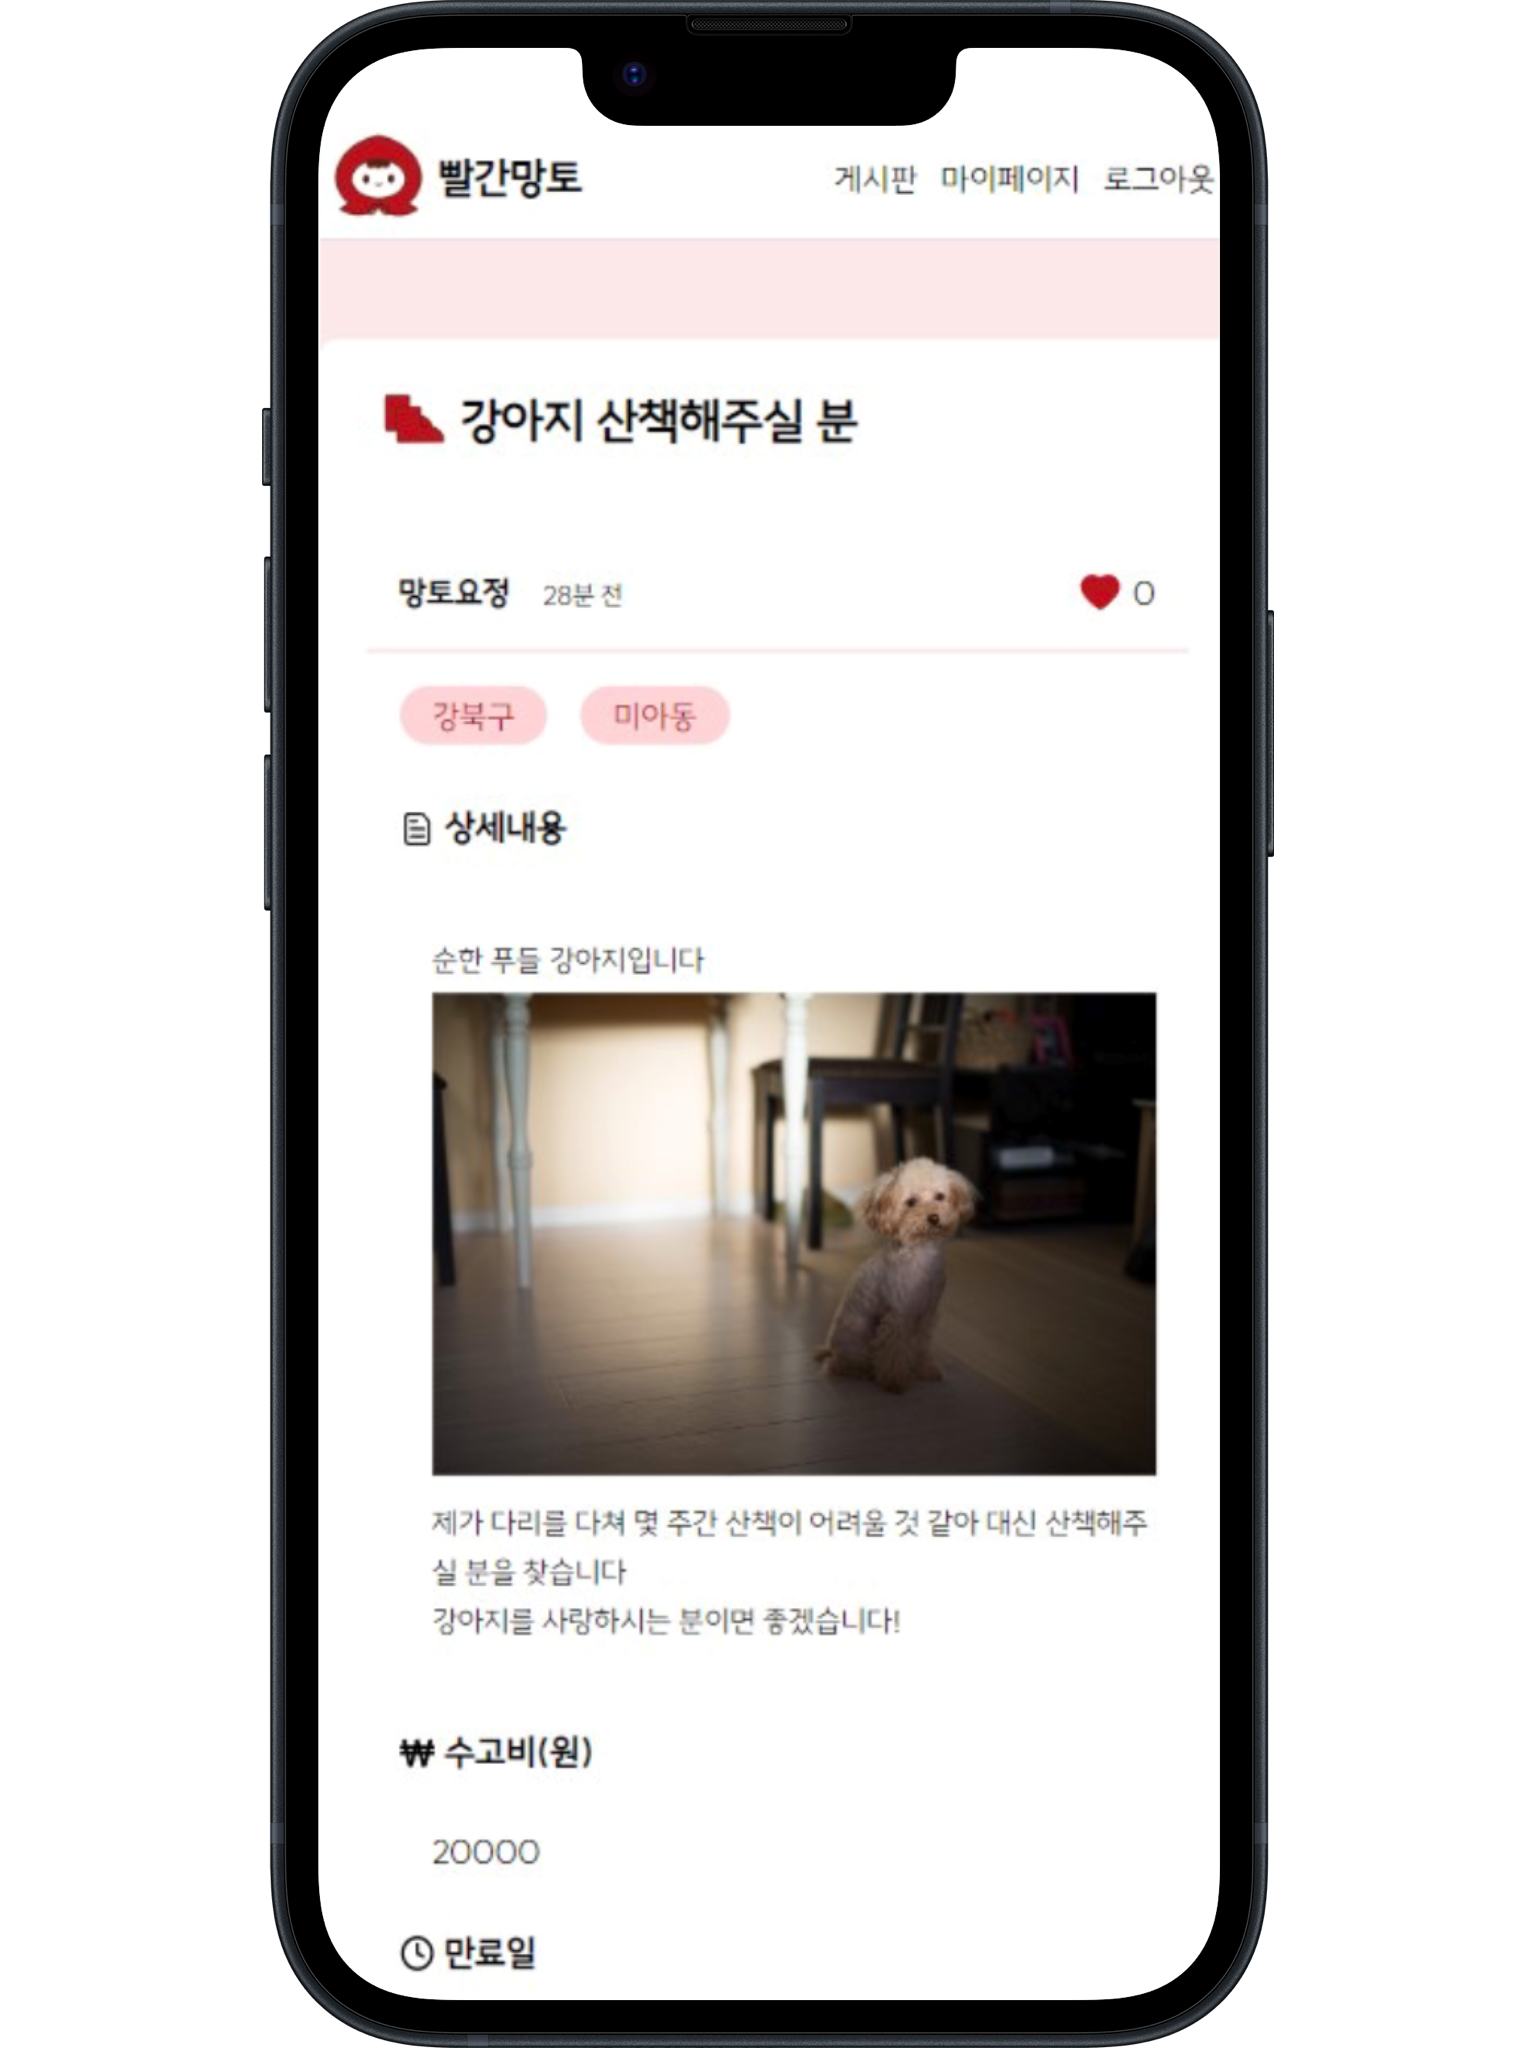 빨간망토
게시판 마이페이지 로그아웃
강아지 산책해주실 분
망토요정 28분 전 0
강북구 미아동
상세내용
순한 푸들 강아지입니다
제가 다리를 다쳐 몇 주간 산책이 어려울 것 같아 대신 산책해주
실 분을 찾습니다
강아지를 사랑하시는 분이면 좋겠습니다!
₩ 수고비(원)
20000
만료일